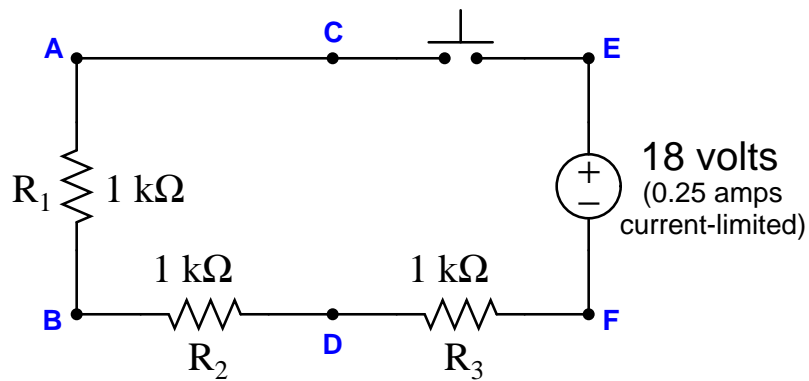 A
C
E
18 volts
(0.25 amps
current-limited)
+
−
R1
1 kΩ
1 kΩ
1 kΩ
B
D
F
R2
R3